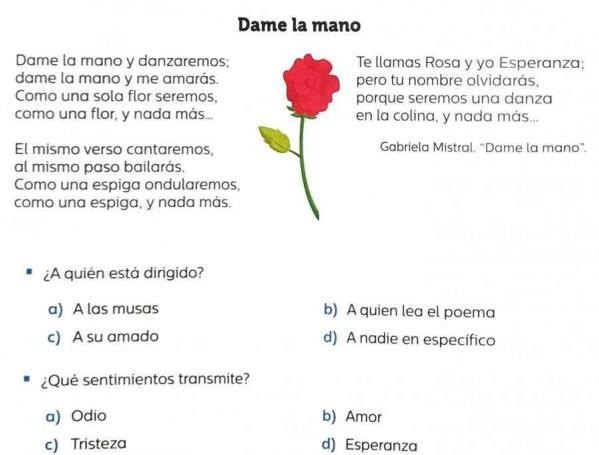 Dame la mano
Dame la mano y danzaremos;
dame la mano y me amarás.
Como una sola flor seremos,
como una flor, y nada más...
El mismo verso cantaremos,
al mismo paso bailarás.
Como una espiga ondularemos,
como una espiga, y nada más.
Te llamas Rosa y yo Esperanza;
pero tu nombre olvidarás,
porque seremos una danza
en la colina, y nada más...
Gabriela Mistral. “Dame la mano”.
▪ ¿A quién está dirigido?
a) A las musas
b) A quien lea el poema
c) A su amado
d) A nadie en específico
▪ ¿Qué sentimientos transmite?
a) Odio
b) Amor
c) Tristeza
d) Esperanza